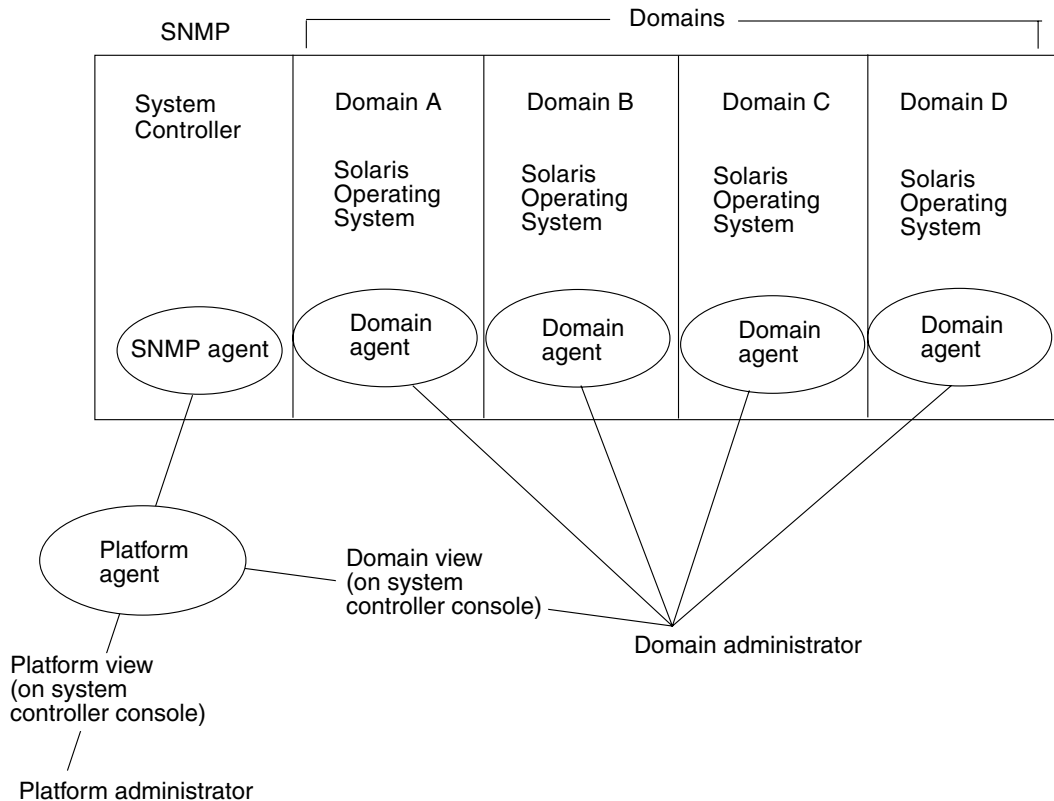 SNMP
Domains
System
Controller
Domain A
Domain B
Domain C
Domain D
Solaris
Operating
System
Solaris
Operating
System
Solaris
Operating
System
Solaris
Operating
System
SNMP agent
Domain
agent
Domain
agent
Domain
agent
Domain
agent
Platform
agent
Domain view
(on system
controller console)
Domain administrator
Platform view
(on system
controller console)
Platform administrator